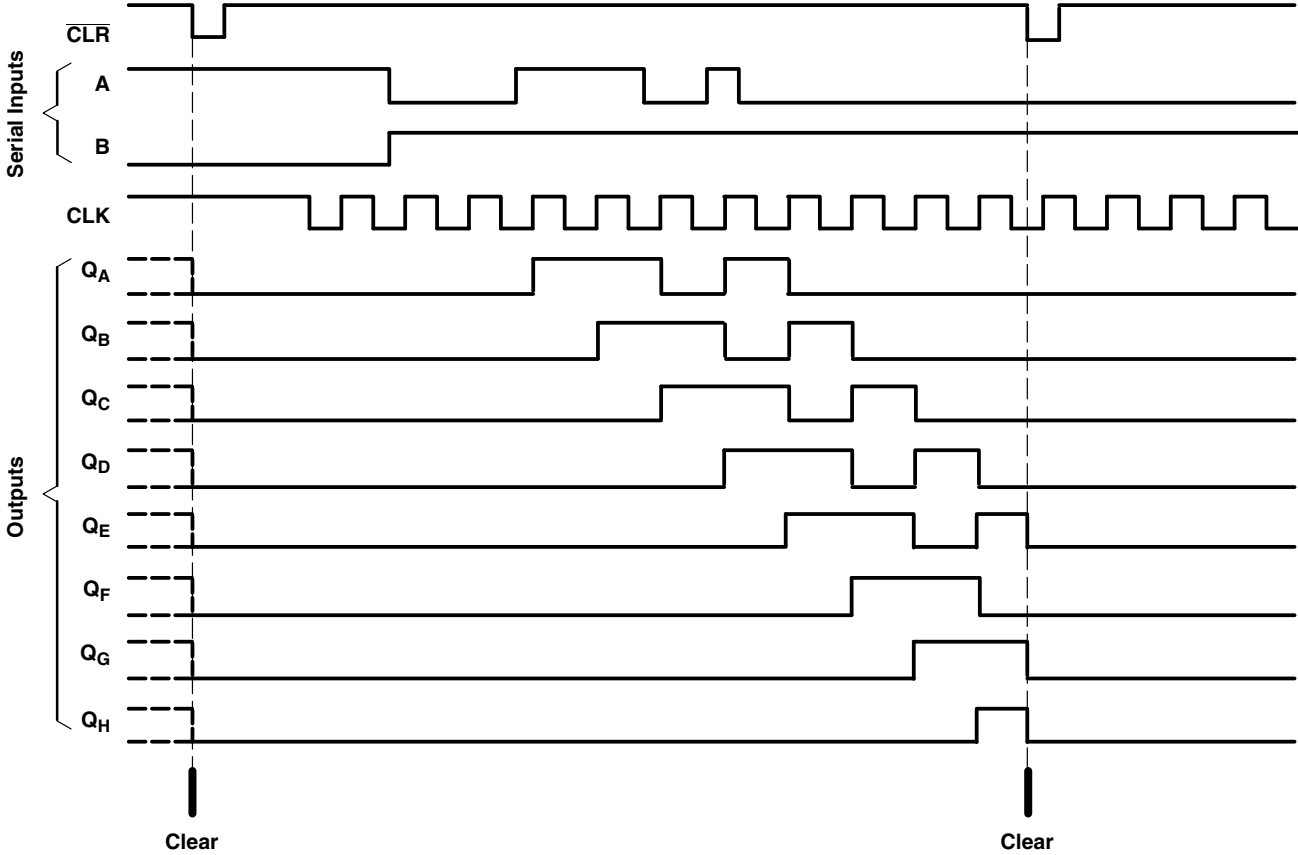 CLR
Serial Inputs
A
B
CLK
Outputs
QA
QB
QC
QD
QE
QF
QG
QH
Clear
Clear